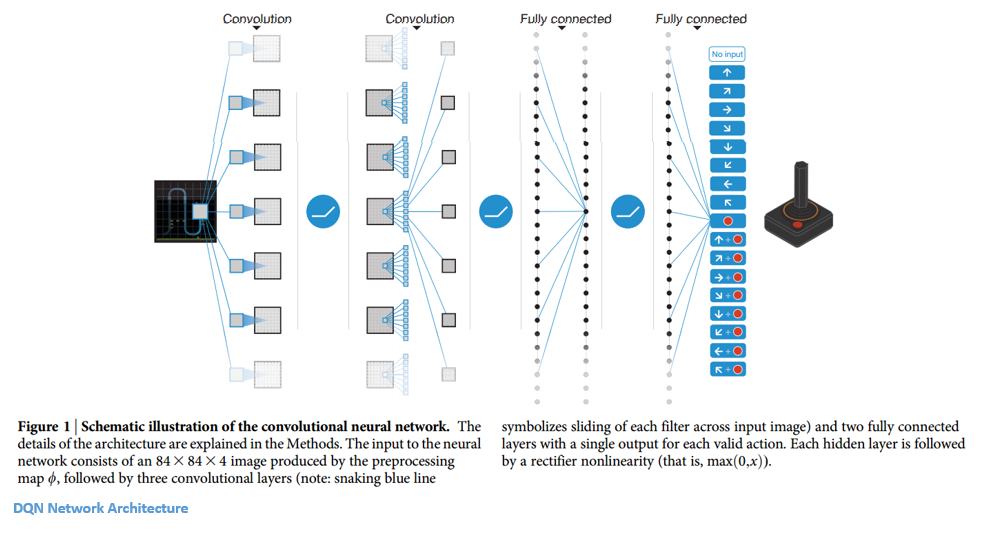 Convolution
Convolution
Fully connected
Fully connected
No input
Figure 1 | Schematic illustration of the convolutional neural network. The
details of the architecture are explained in the Methods. The input to the neural
network consists of an 84 × 84 × 4 image produced by the preprocessing
map ϕ, followed by three convolutional layers (note: snaking blue line
symbolizes sliding of each filter across input image) and two fully connected
layers with a single output for each valid action. Each hidden layer is followed
by a rectifier nonlinearity (that is, max(0,x)).
DQN Network Architecture